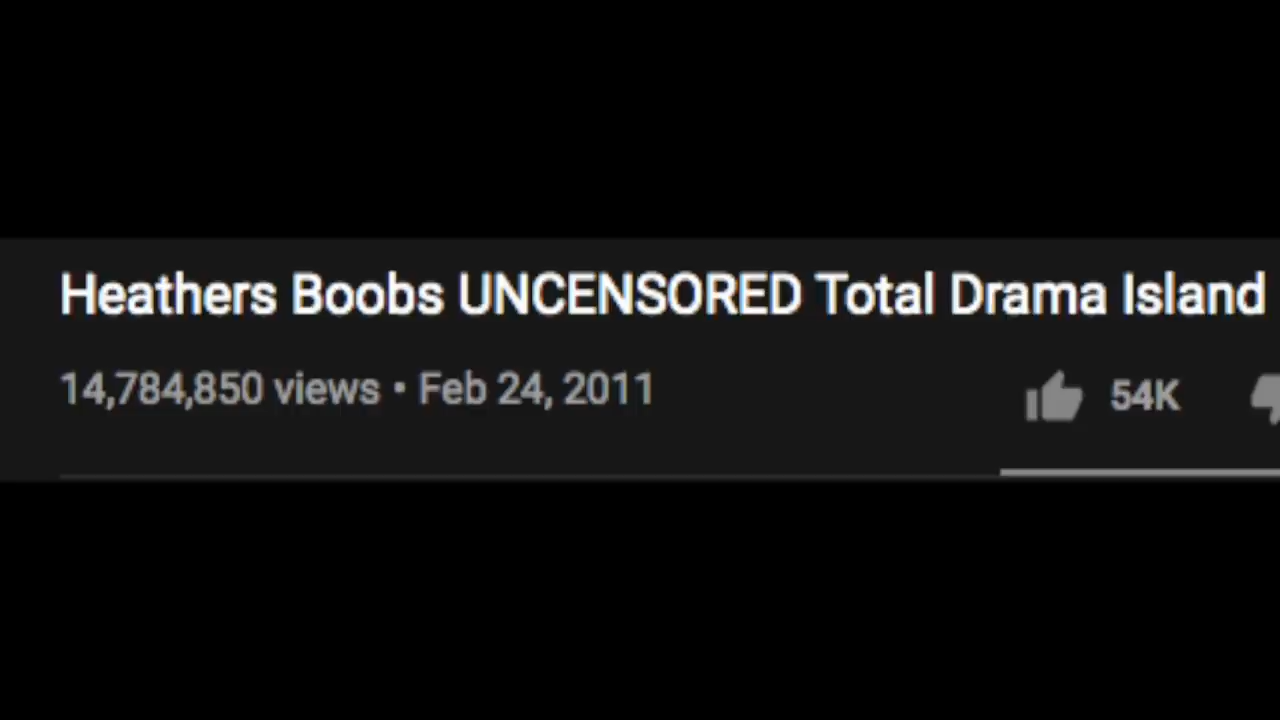 Heathers Boobs UNCENSORED Total Drama Island
14,784,850 views • Feb 24, 2011
54K